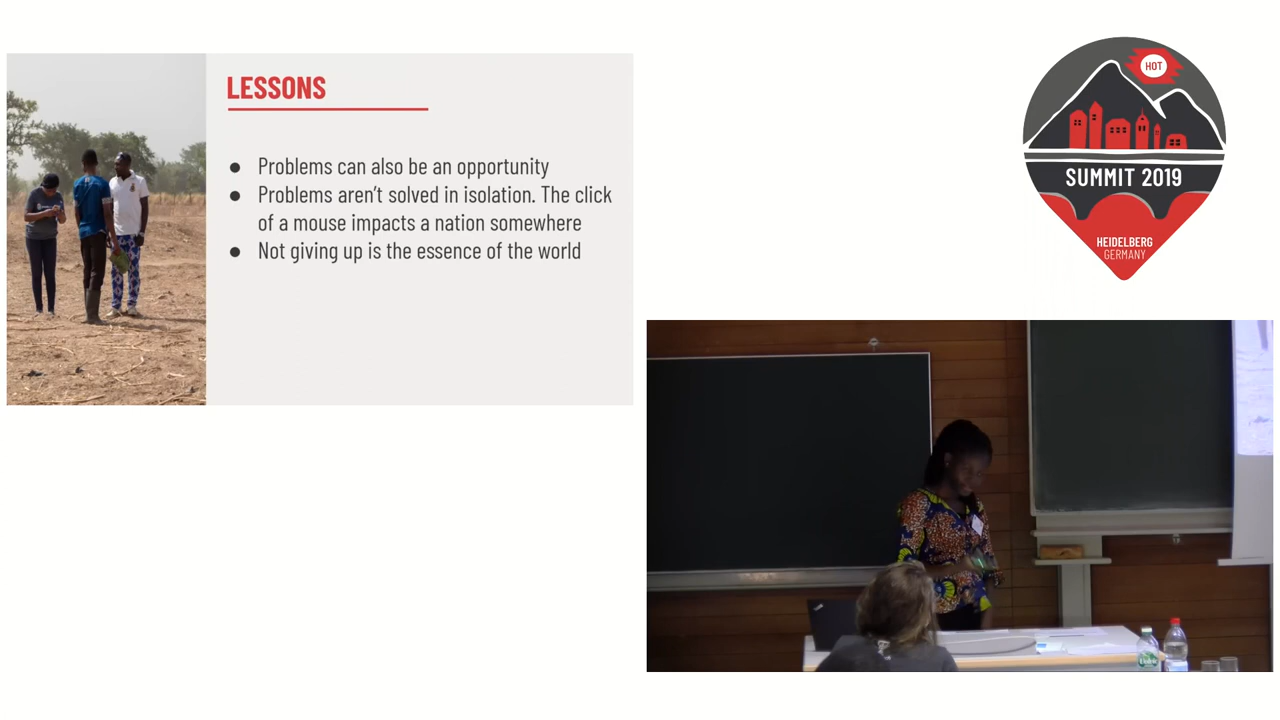 LESSONS
● Problems can also be an opportunity
● Problems aren’t solved in isolation. The click
of a mouse impacts a nation somewhere
● Not giving up is the essence of the world
HOT
SUMMIT 2019
HEIDELBERG
GERMANY